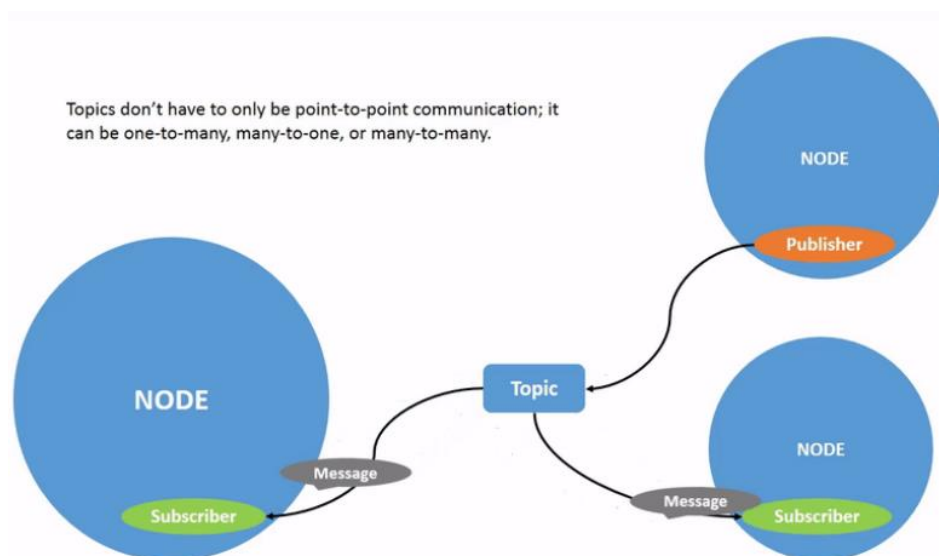 Topics don't have to only be point-to-point communication; it
can be one-to-many, many-to-one, or many-to-many.
NODE
Publisher
Topic
NODE
NODE
Message
Message
Subscriber
Subscriber